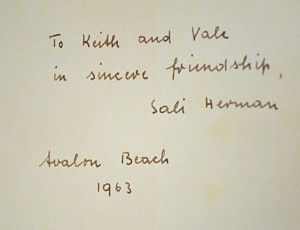 To Keith and Vale
in sincere friendship,
Sali Herman
Avalon Beach
1963